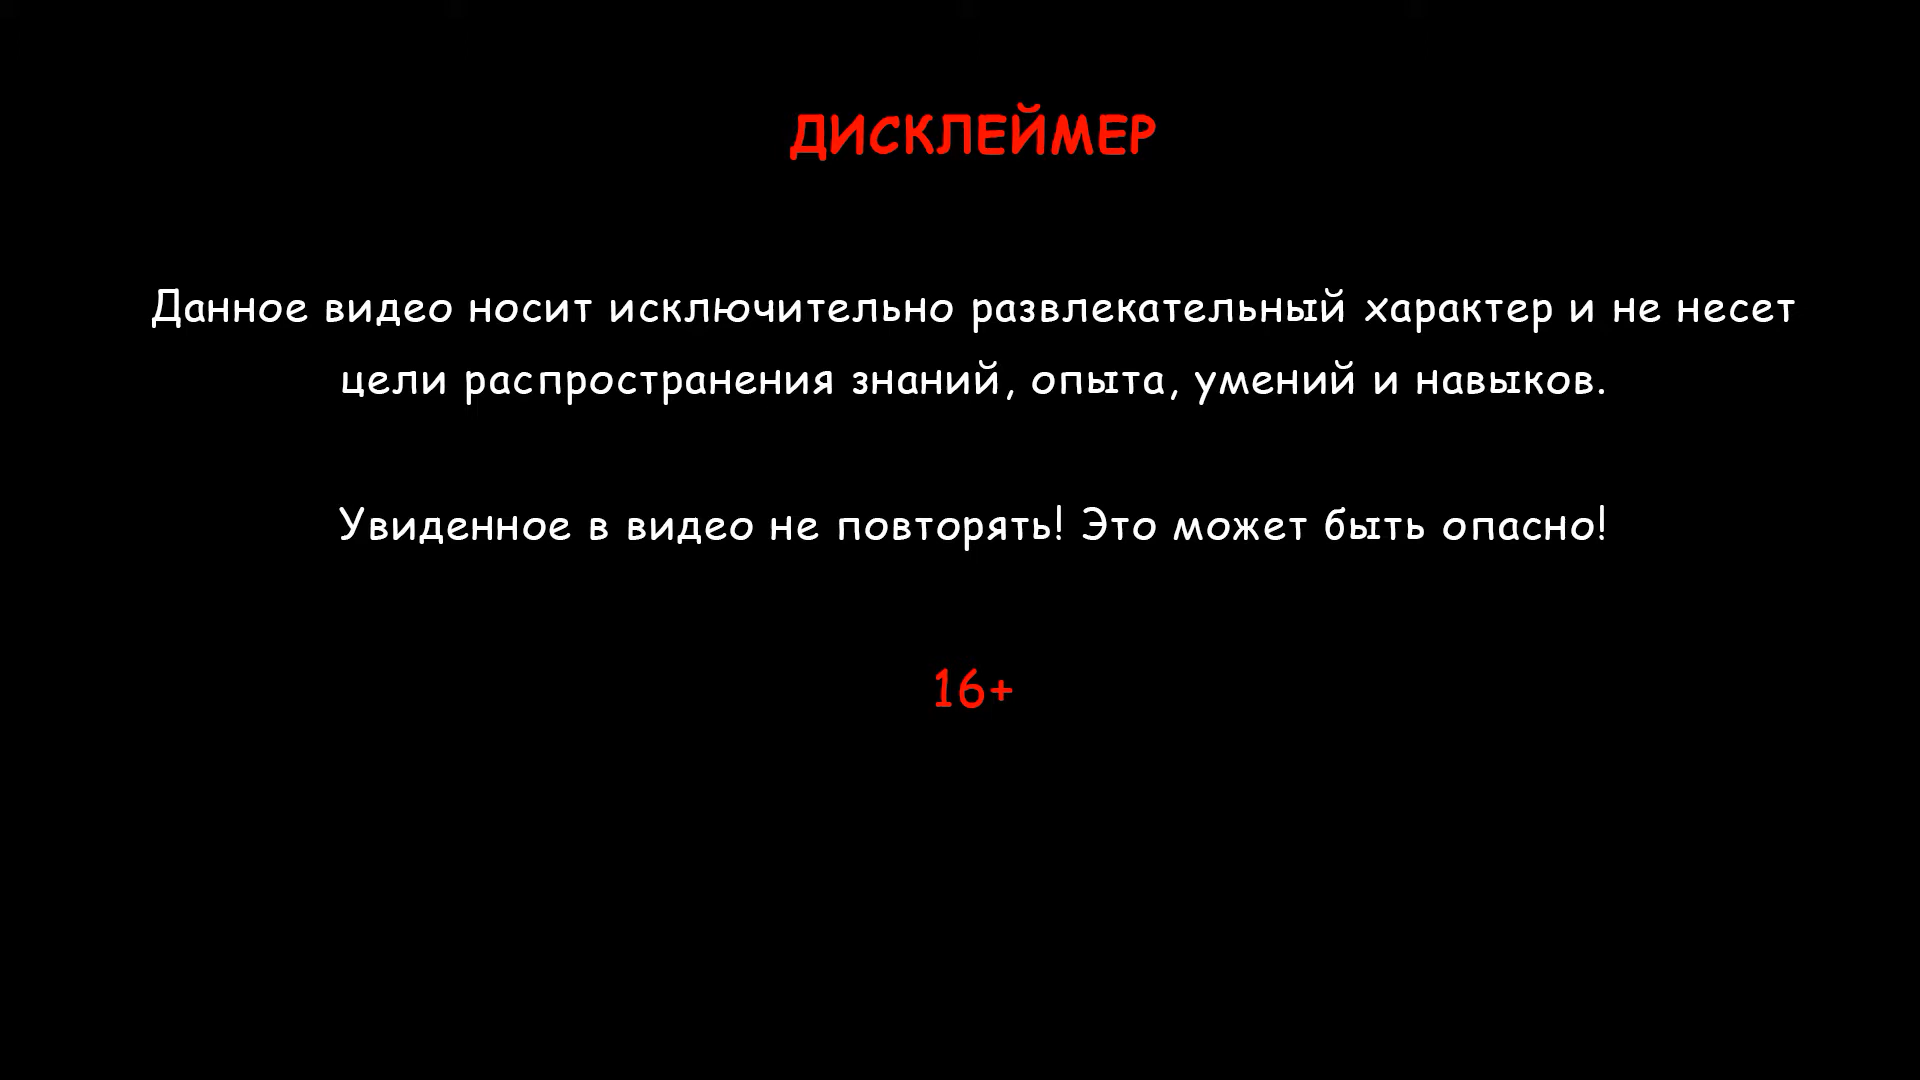 ДИСКЛЕЙМЕР
Данное видео носит исключительно развлекательный характер и не несет
цели распространения знаний, опыта, умений и навыков.
Увиденное в видео не повторять! Это может быть опасно!
16+